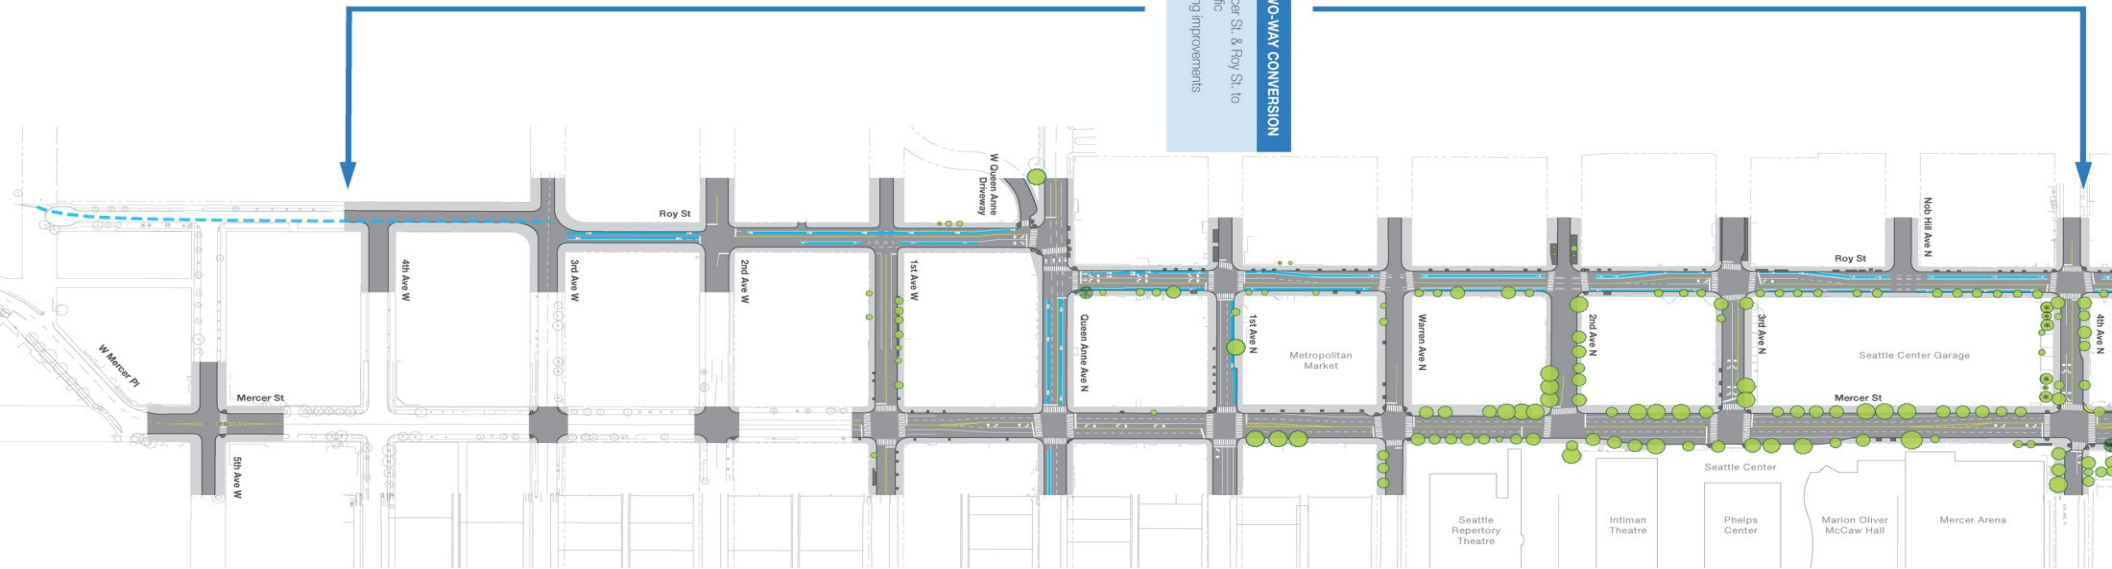 WO-WAY CONVERSION
cer St. & Roy St. to
fic
ng improvements
W Queen Anne
Driveway
Roy St
4th Ave W
3rd Ave W
2nd Ave W
1st Ave W
Queen Anne Ave N
1st Ave N
Warren Ave N
2nd Ave N
3rd Ave N
Nob Hill Ave N
Roy St
4th Ave N
Metropolitan
Market
Seattle Center Garage
W Mercer Pl
Mercer St
Mercer St
5th Ave W
Seattle Center
Seattle
Repertory
Theatre
Intiman
Theatre
Phelps
Center
Marion Oliver
McCaw Hall
Mercer Arena